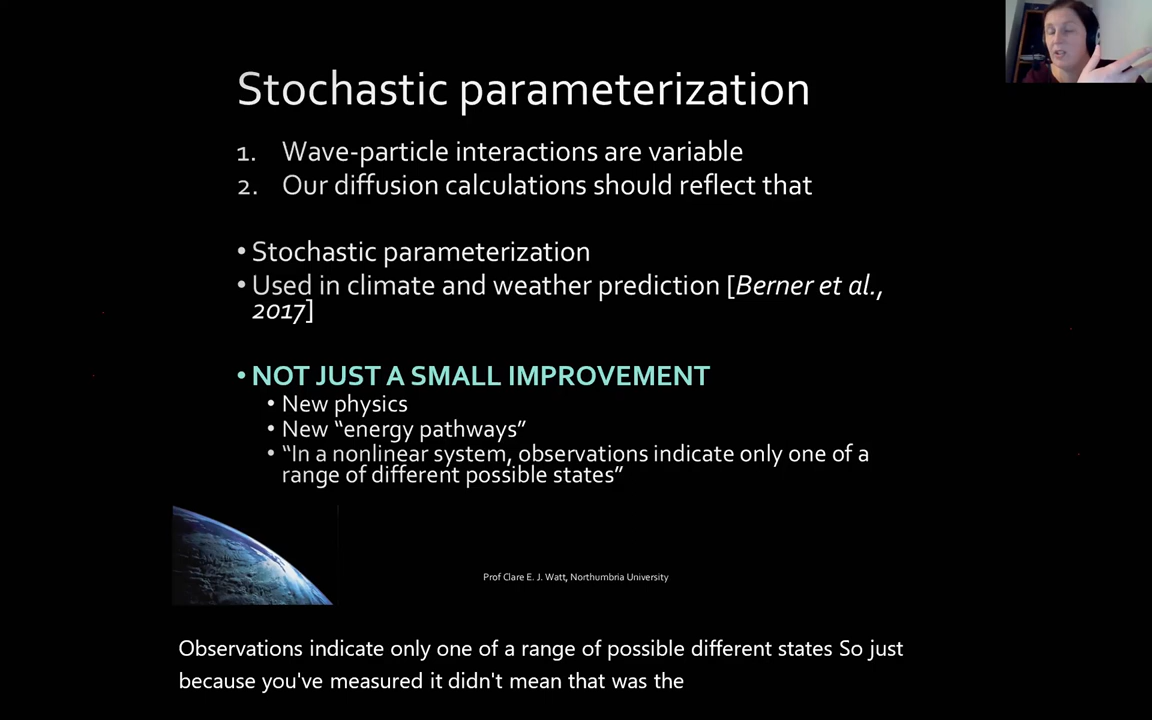 Stochastic parameterization
1. Wave-particle interactions are variable
2. Our diffusion calculations should reflect that
• Stochastic parameterization
• Used in climate and weather prediction [Berner et al.,
2017]
• NOT JUST A SMALL IMPROVEMENT
• New physics
• New “energy pathways”
• “In a nonlinear system, observations indicate only one of a
range of different possible states”
Prof Clare E. J. Watt, Northumbria University
Observations indicate only one of a range of possible different states So just
because you've measured it didn't mean that was the